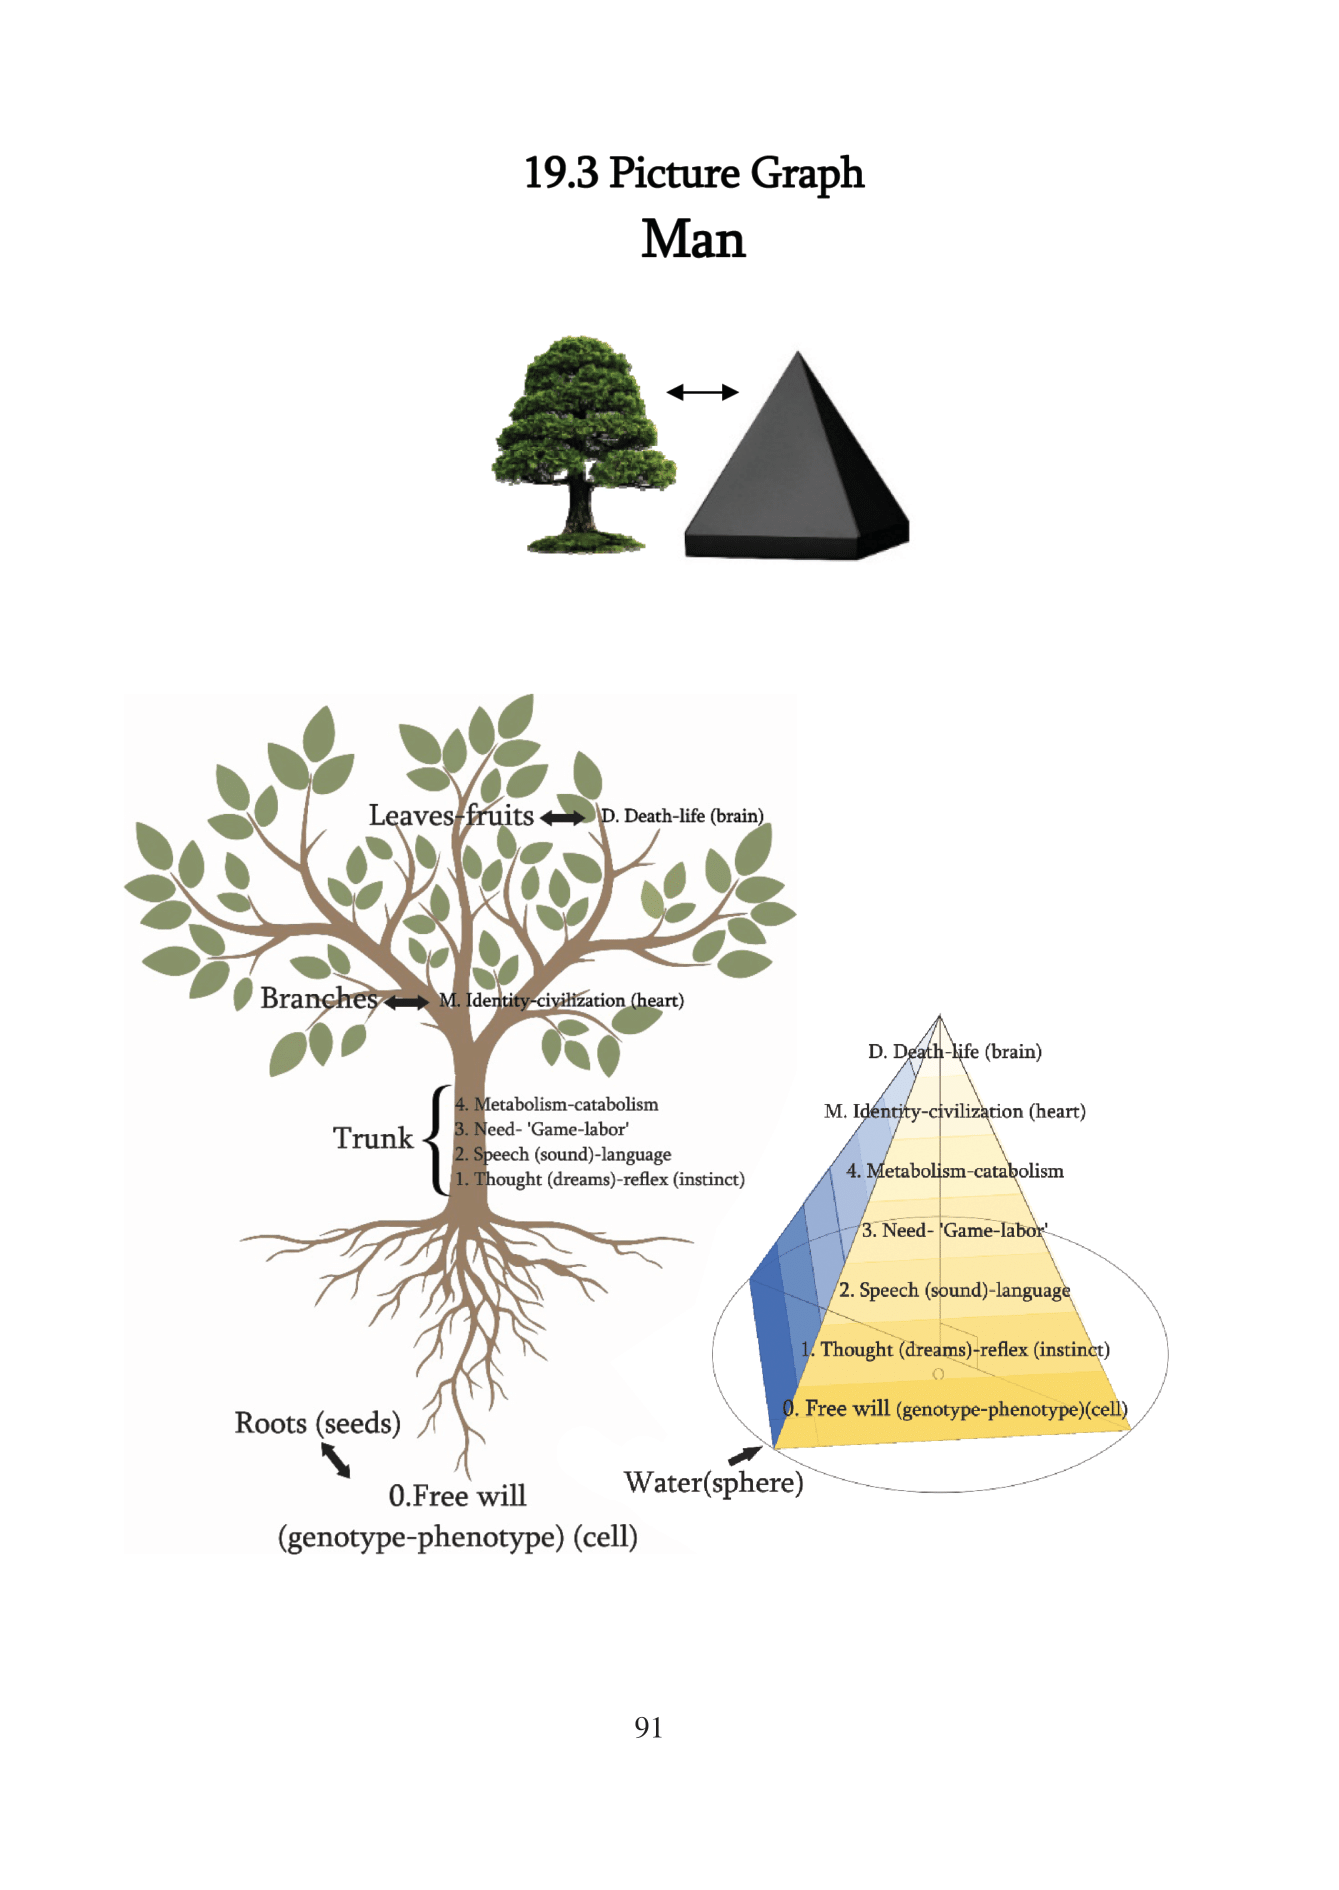 19.3 Picture Graph
Man
Leaves-fruits
D. Death-life (brain)
Branches
M. Identity-civilization (heart)
Trunk
4. Metabolism-catabolism
3. Need- 'Game-labor'
2. Speech (sound)-language
1. Thought (dreams)-reflex (instinct)
Roots (seeds)
0.Free will
(genotype-phenotype) (cell)
D. Death-life (brain)
M. Identity-civilization (heart)
4. Metabolism-catabolism
3. Need- 'Game-labor'
2. Speech (sound)-language
1. Thought (dreams)-reflex (instinct)
0. Free will (genotype-phenotype)(cell)
Water(sphere)
91